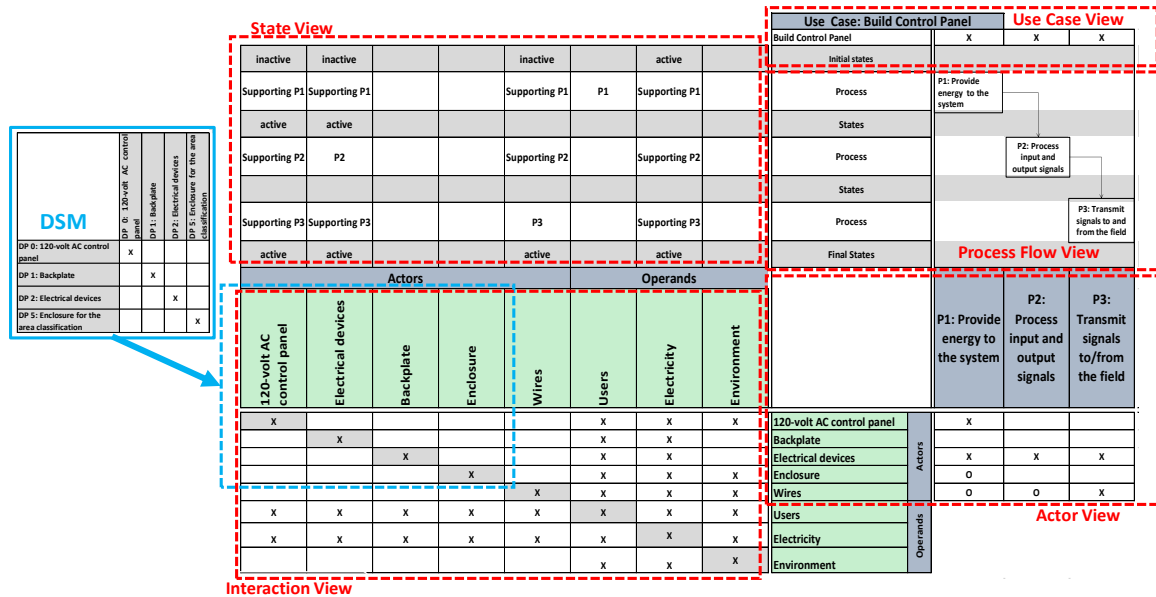 State View
Use Case: Build Control Panel
Use Case View
Build Control Panel X X X
inactive inactive inactive active Initial states
Supporting P1 Supporting P1 Supporting P1 P1 Supporting P1 Process
P1: Provide
energy to the
system
active active States
Supporting P2 P2 Supporting P2 Supporting P2 Process
P2: Process
input and
output signals
States
Supporting P3 Supporting P3 P3 Supporting P3 Process
P3: Transmit
signals to and
from the field
active active active active Final States
Process Flow View
DSM
DP 0: 120-volt AC control
panel
DP 1: Backplate
DP 2: Electrical devices
DP 5: Enclosure for the area
classification
DP 0: 120-volt AC control
panel
X
DP 1: Backplate X
DP 2: Electrical devices X
DP 5: Enclosure for the
area classification
X
Actors Operands
120-volt AC
control panel
Electrical devices
Backplate
Enclosure
Wires
Users
Electricity
Environment
P1: Provide
energy to
the system
P2:
Process
input and
output
signals
P3:
Transmit
signals
to/from
the field
X X X X 120-volt AC control panel X
X X X Backplate
X X X Electrical devices X X X
X X X X Enclosure O
X X X X Wires O O X
Actors
Actor View
X X X X X X X X Users
X X X X X X X X Electricity
X X X Environment
Operands
Interaction View